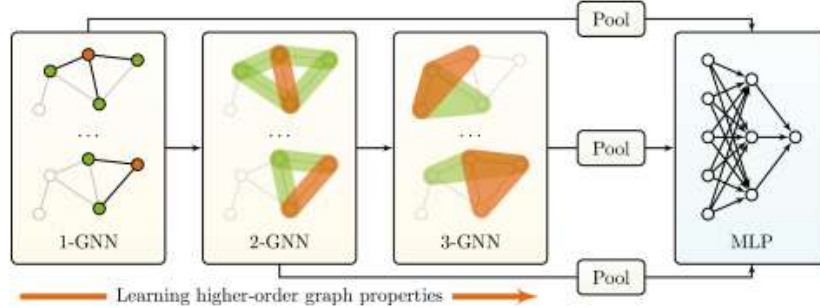 Pool
. . .
. . .
. . .
Pool
1-GNN
2-GNN
3-GNN
MLP
Pool
Learning higher-order graph properties